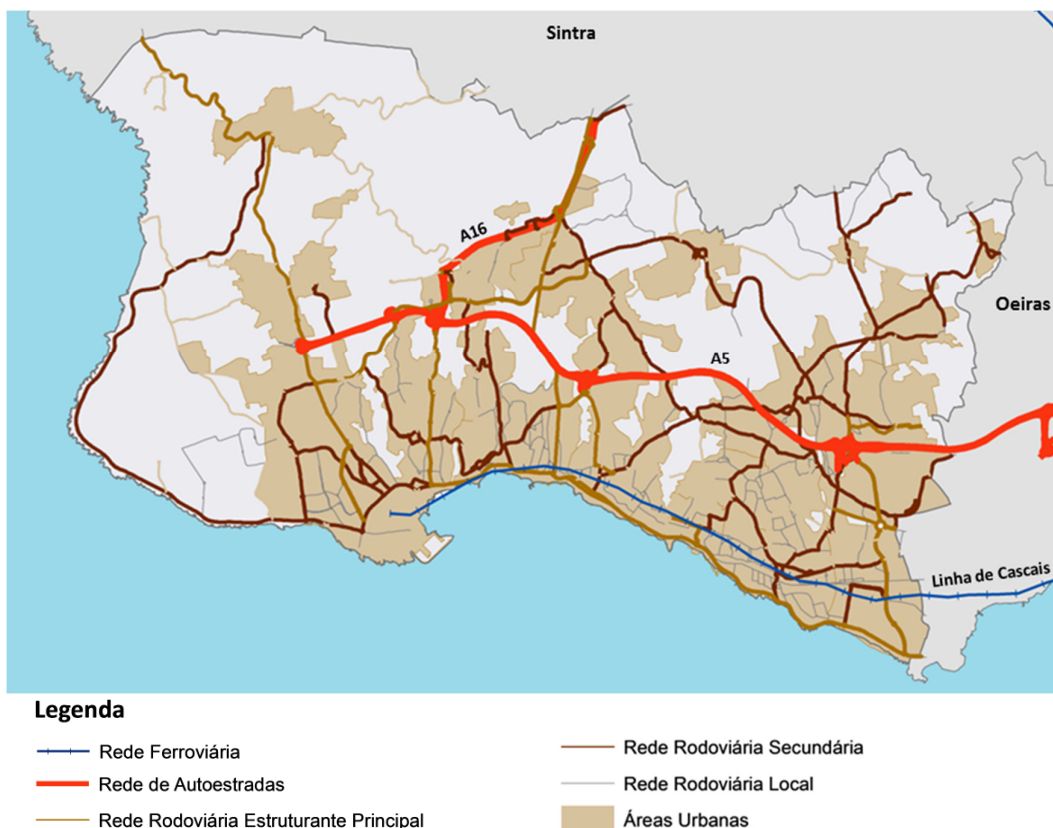 Sintra
A16
Oeiras
A5
Linha de Cascais
Legenda
Rede Ferroviária
Rede de Autoestradas
Rede Rodoviária Estruturante Principal
Rede Rodoviária Secundária
Rede Rodoviária Local
Áreas Urbanas